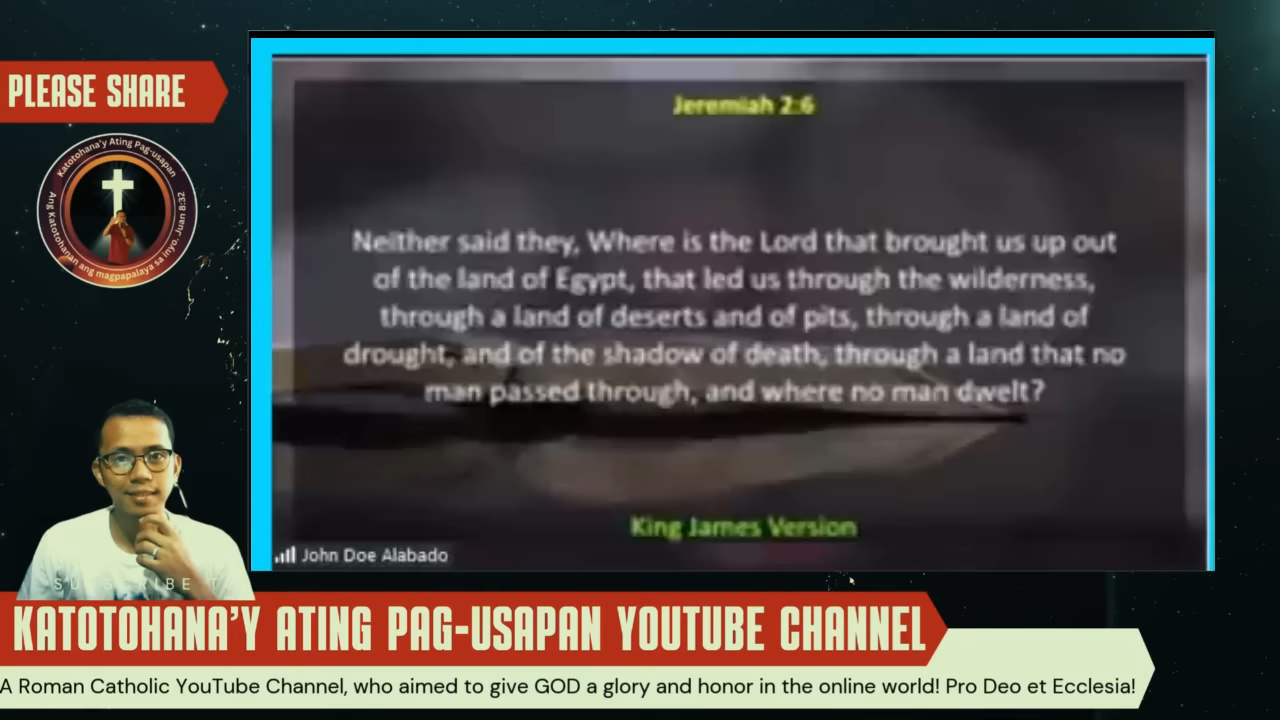 PLEASE SHARE
Katotohana'y Ating Pag-usapan
Ang Katotohanan ang magpapalaya sa inyo. Juan 8:32
Jeremiah 2:6
Neither said they, Where is the Lord that brought us up out
of the land of Egypt, that led us through the wilderness,
through a land of deserts and of pits, through a land of
drought, and of the shadow of death, through a land that no
man passed through, and where no man dwelt?
King James Version
John Doe Alabado
KATOTOHANA'Y ATING PAG-USAPAN YOUTUBE CHANNEL
A Roman Catholic YouTube Channel, who aimed to give GOD a glory and honor in the online world! Pro Deo et Ecclesia!